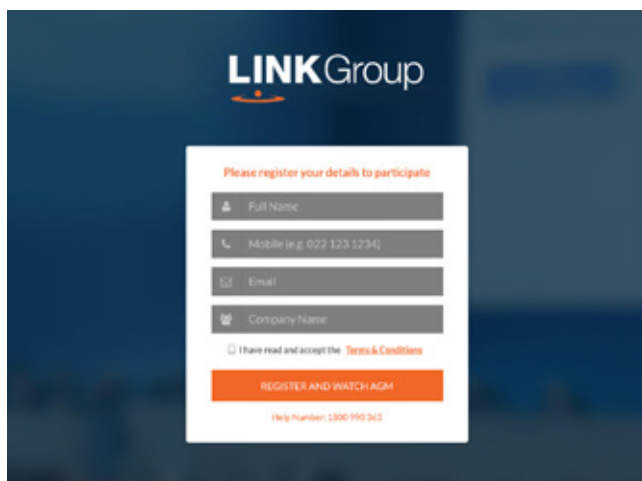 LINKGroup
Please register your details to participate
Full Name
Mobile (e.g. 022 123 1234)
Email
Company Name
I have read and accept the Terms & Conditions
REGISTER AND WATCH AGM
Help Number: 1800 990 363